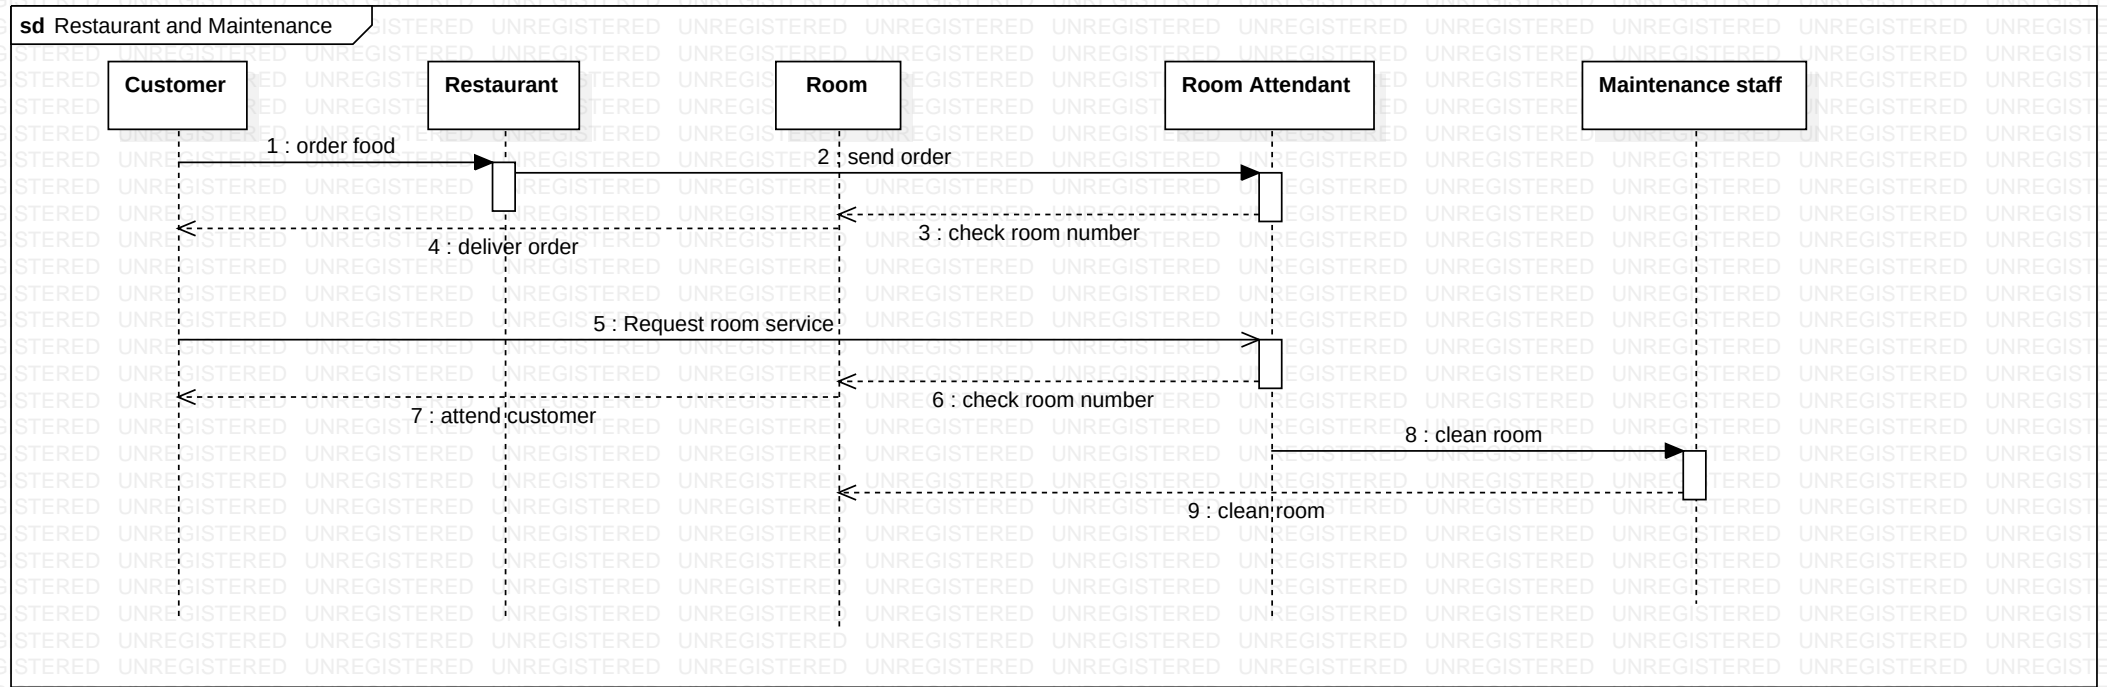 sd Restaurant and Maintenance
Customer
Restaurant
Room
Room Attendant
Maintenance staff
1 : order food
2 : send order
3 : check room number
4 : deliver order
5 : Request room service
6 : check room number
7 : attend customer
8 : clean room
9 : clean room
UNREGISTERED